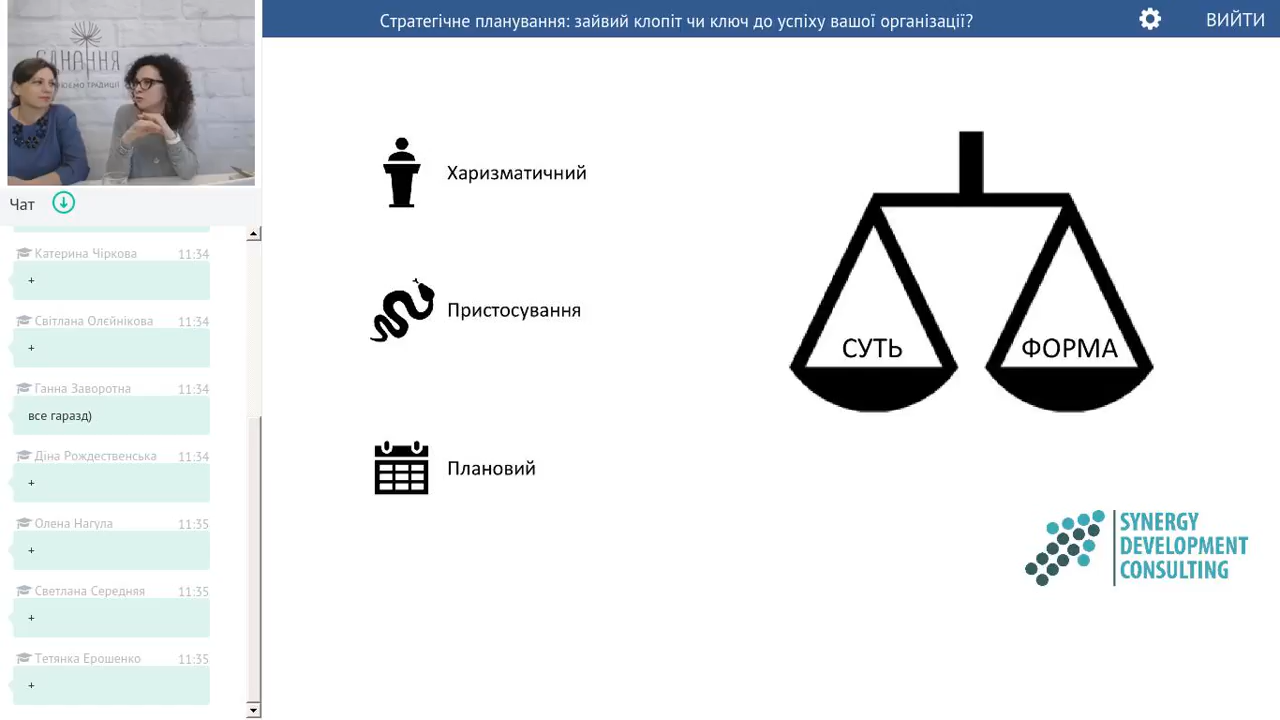 Стратегічне планування: зайвий клопіт чи ключ до успіху вашої організації?
ВИЙТИ
ЄДНАННЯ
Чат
Катерина Чіркова 11:34
+
Світлана Олєйнікова 11:34
+
Ганна Заворотна 11:34
все гаразд)
Діна Рождественська 11:34
+
Олена Нагула 11:35
+
Светлана Середняя 11:35
+
Тетянка Ерошенко 11:35
+
Харизматичний
Пристосування
Плановий
СУТЬ
ФОРМА
SYNERGY
DEVELOPMENT
CONSULTING